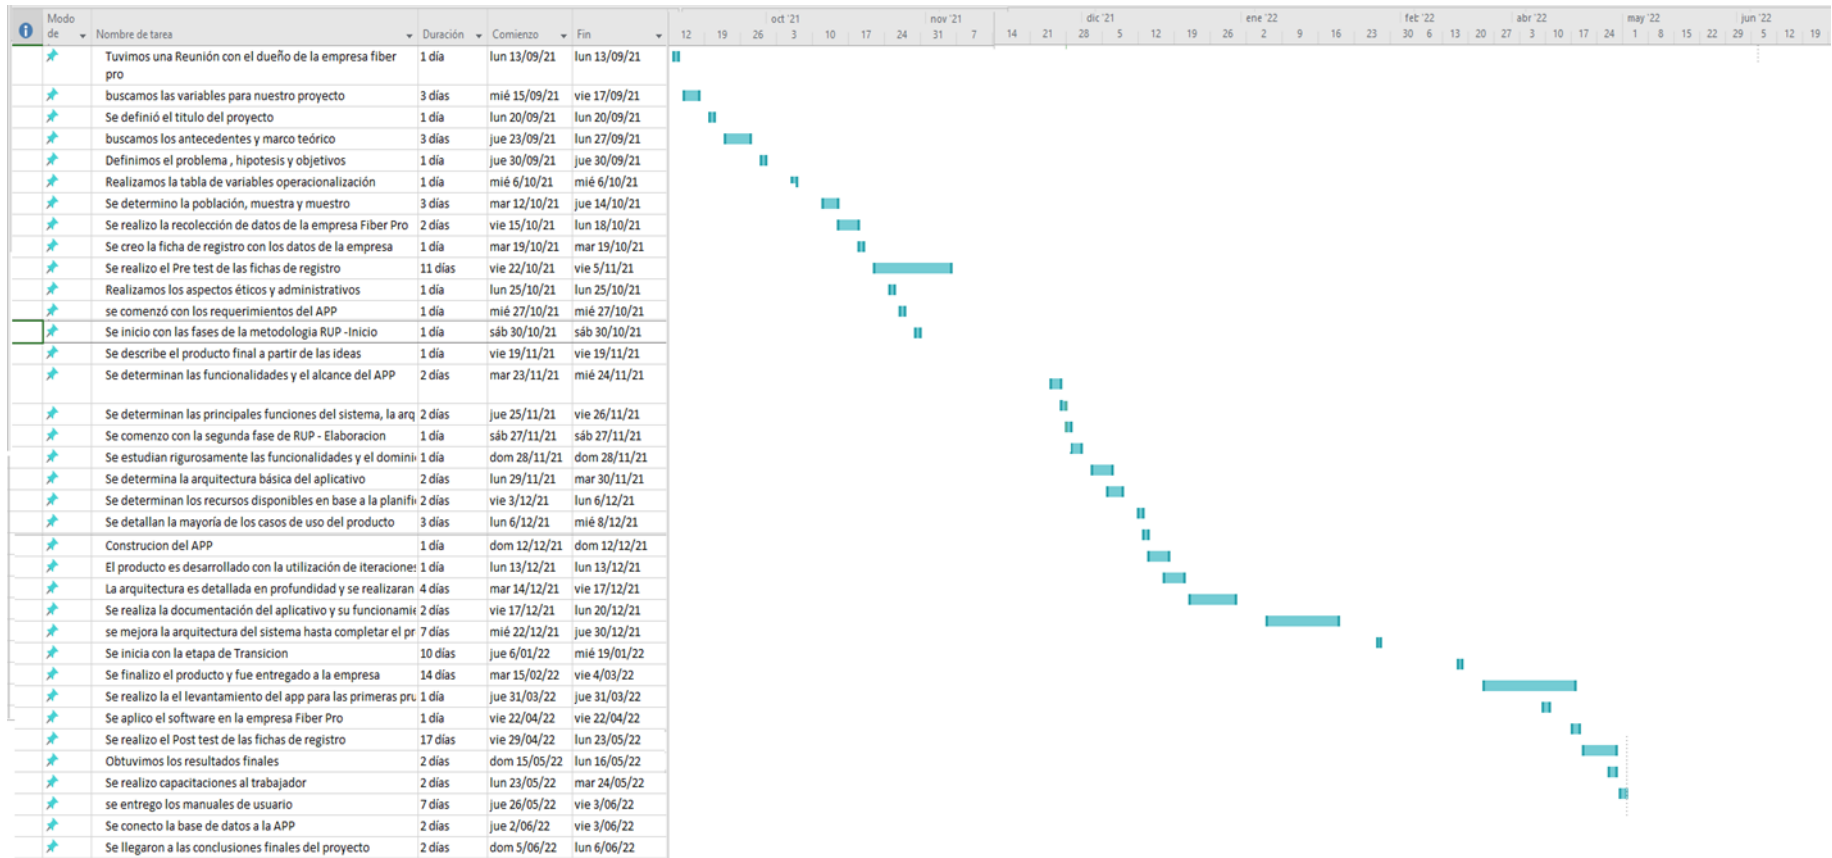 Modo de
Nombre de tarea
Duración
Comienzo
Fin
oct '21 nov '21 dic '21 ene '22 feb '22 abr '22 may '22 jun '22
12 19 26 3 10 17 24 31 7 14 21 28 5 12 19 26 2 9 16 23 30 6 13 20 27 3 10 17 24 1 8 15 22 29 5 12 19
Tuvimos una Reunión con el dueño de la empresa fiber 1 día lun 13/09/21 lun 13/09/21
pro
buscamos las variables para nuestro proyecto 3 días mié 15/09/21 vie 17/09/21
Se definió el titulo del proyecto 1 día lun 20/09/21 lun 20/09/21
buscamos los antecedentes y marco teórico 3 días jue 23/09/21 lun 27/09/21
Definimos el problema , hipotesis y objetivos 1 día jue 30/09/21 jue 30/09/21
Realizamos la tabla de variables operacionalización 1 día mié 6/10/21 mié 6/10/21
Se determino la población, muestra y muestro 3 días mar 12/10/21 jue 14/10/21
Se realizo la recolección de datos de la empresa Fiber Pro 2 días vie 15/10/21 lun 18/10/21
Se creo la ficha de registro con los datos de la empresa 1 día mar 19/10/21 mar 19/10/21
Se realizo el Pre test de las fichas de registro 11 días vie 22/10/21 vie 5/11/21
Realizamos los aspectos éticos y administrativos 1 día lun 25/10/21 lun 25/10/21
se comenzó con los requerimientos del APP 1 día mié 27/10/21 mié 27/10/21
Se inicio con las fases de la metodologia RUP -Inicio 1 día sáb 30/10/21 sáb 30/10/21
Se describe el producto final a partir de las ideas 1 día vie 19/11/21 vie 19/11/21
Se determinan las funcionalidades y el alcance del APP 2 días mar 23/11/21 mié 24/11/21
Se determinan las principales funciones del sistema, la arq 2 días jue 25/11/21 vie 26/11/21
Se comenzo con la segunda fase de RUP - Elaboracion 1 día sáb 27/11/21 sáb 27/11/21
Se estudian rigurosamente las funcionalidades y el domini 1 día dom 28/11/21 dom 28/11/21
Se determina la arquitectura básica del aplicativo 2 días lun 29/11/21 mar 30/11/21
Se determinan los recursos disponibles en base a la planifi 2 días vie 3/12/21 lun 6/12/21
Se detallan la mayoría de los casos de uso del producto 3 días lun 6/12/21 mié 8/12/21
Construcion del APP 1 día dom 12/12/21 dom 12/12/21
El producto es desarrollado con la utilización de iteraciones 1 día lun 13/12/21 lun 13/12/21
La arquitectura es detallada en profundidad y se realizaran 4 días mar 14/12/21 vie 17/12/21
Se realiza la documentación del aplicativo y su funcionamie 2 días vie 17/12/21 lun 20/12/21
se mejora la arquitectura del sistema hasta completar el pr 7 días mié 22/12/21 jue 30/12/21
Se inicia con la etapa de Transicion 10 días jue 6/01/22 mié 19/01/22
Se finalizo el producto y fue entregado a la empresa 14 días mar 15/02/22 vie 4/03/22
Se realizo la el levantamiento del app para las primeras pru 1 día jue 31/03/22 jue 31/03/22
Se aplico el software en la empresa Fiber Pro 1 día vie 22/04/22 vie 22/04/22
Se realizo el Post test de las fichas de registro 17 días vie 29/04/22 lun 23/05/22
Obtuvimos los resultados finales 2 días dom 15/05/22 lun 16/05/22
Se realizo capacitaciones al trabajador 2 días lun 23/05/22 mar 24/05/22
se entrego los manuales de usuario 7 días jue 26/05/22 vie 3/06/22
Se conecto la base de datos a la APP 2 días jue 2/06/22 vie 3/06/22
Se llegaron a las conclusiones finales del proyecto 2 días dom 5/06/22 lun 6/06/22